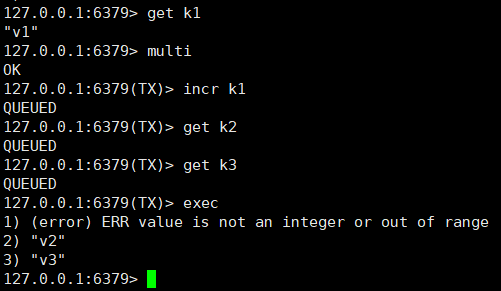 127.0.0.1:6379> get k1
"v1"
127.0.0.1:6379> multi
OK
127.0.0.1:6379(TX)> incr k1
QUEUED
127.0.0.1:6379(TX)> get k2
QUEUED
127.0.0.1:6379(TX)> get k3
QUEUED
127.0.0.1:6379(TX)> exec
1) (error) ERR value is not an integer or out of range
2) "v2"
3) "v3"
127.0.0.1:6379>